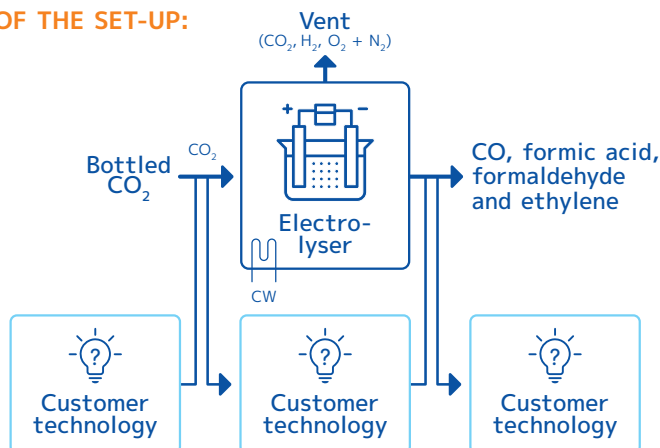 OF THE SET-UP:
Vent
(CO₂, H₂, O₂ + N₂)
+ −
CO₂
Bottled
CO₂
CO, formic acid,
formaldehyde
and ethylene
Electro-
lyser
CW
?
Customer
technology
?
Customer
technology
?
Customer
technology